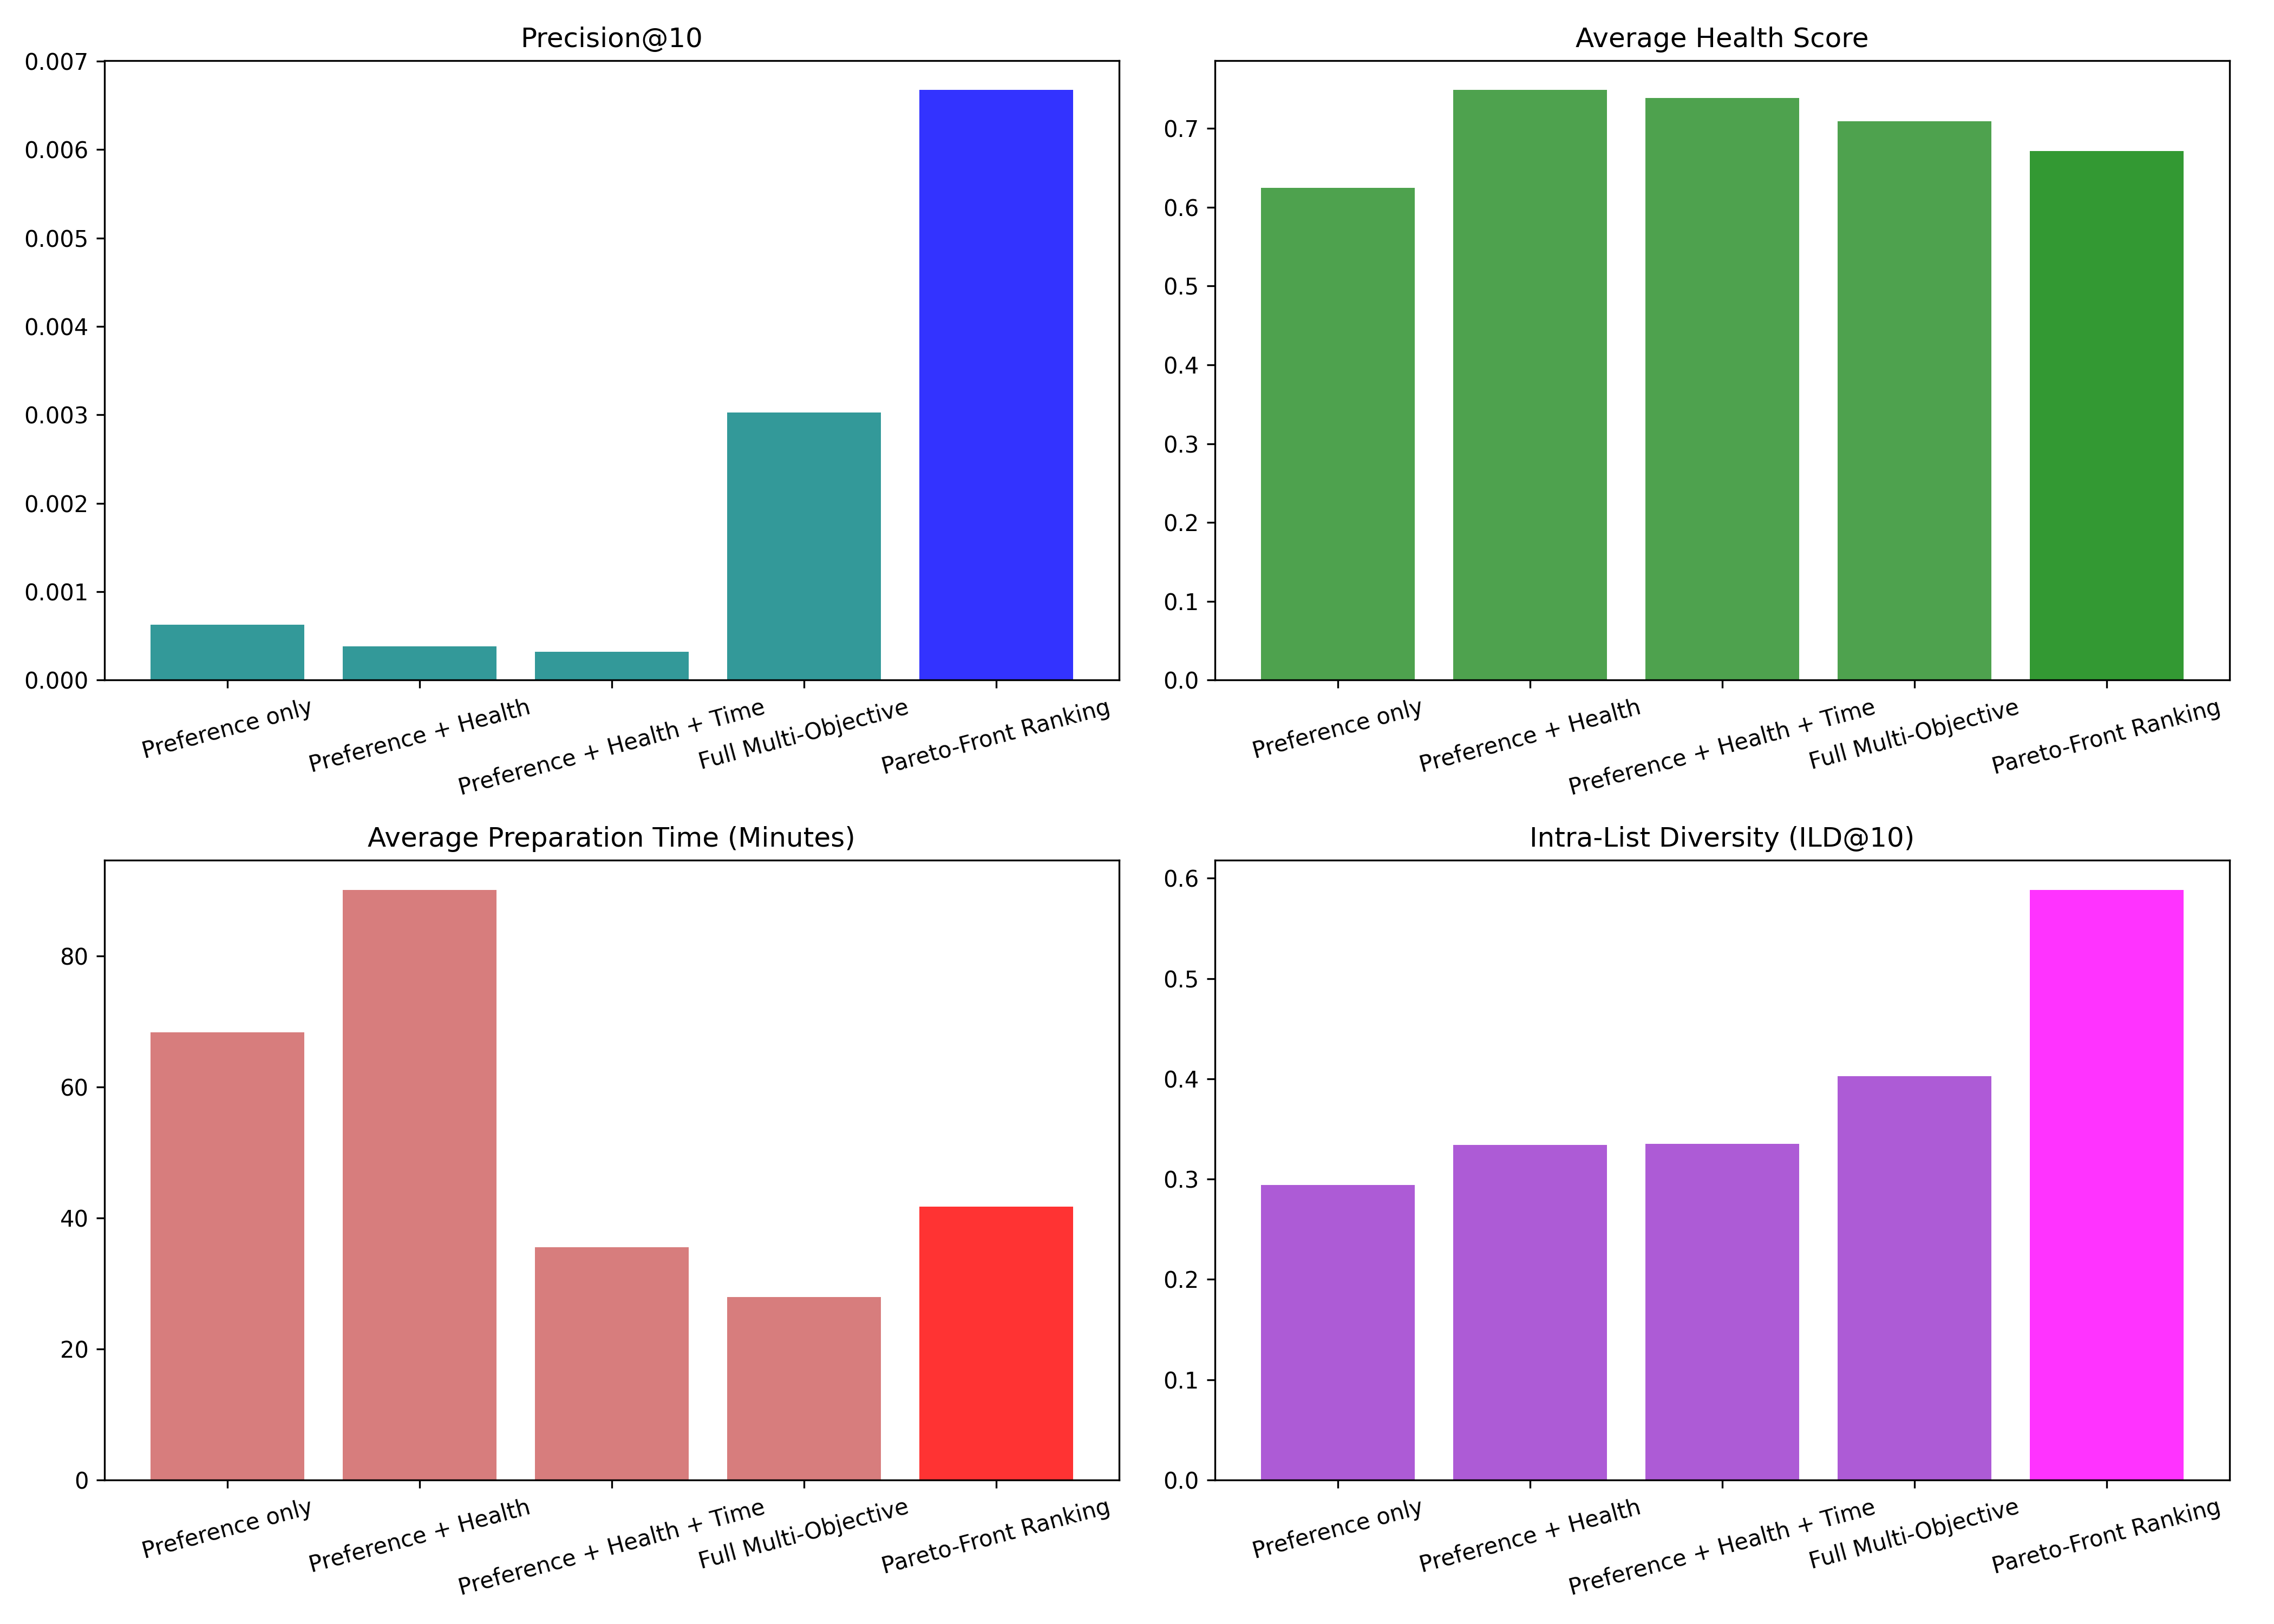 Precision@10
0.007
0.006
0.005
0.004
0.003
0.002
0.001
0.000
Preference only
Preference + Health
Preference + Health + Time
Full Multi-Objective
Pareto-Front Ranking
Average Health Score
0.7
0.6
0.5
0.4
0.3
0.2
0.1
0.0
Preference only
Preference + Health
Preference + Health + Time
Full Multi-Objective
Pareto-Front Ranking
Average Preparation Time (Minutes)
80
60
40
20
0
Preference only
Preference + Health
Preference + Health + Time
Full Multi-Objective
Pareto-Front Ranking
Intra-List Diversity (ILD@10)
0.6
0.5
0.4
0.3
0.2
0.1
0.0
Preference only
Preference + Health
Preference + Health + Time
Full Multi-Objective
Pareto-Front Ranking